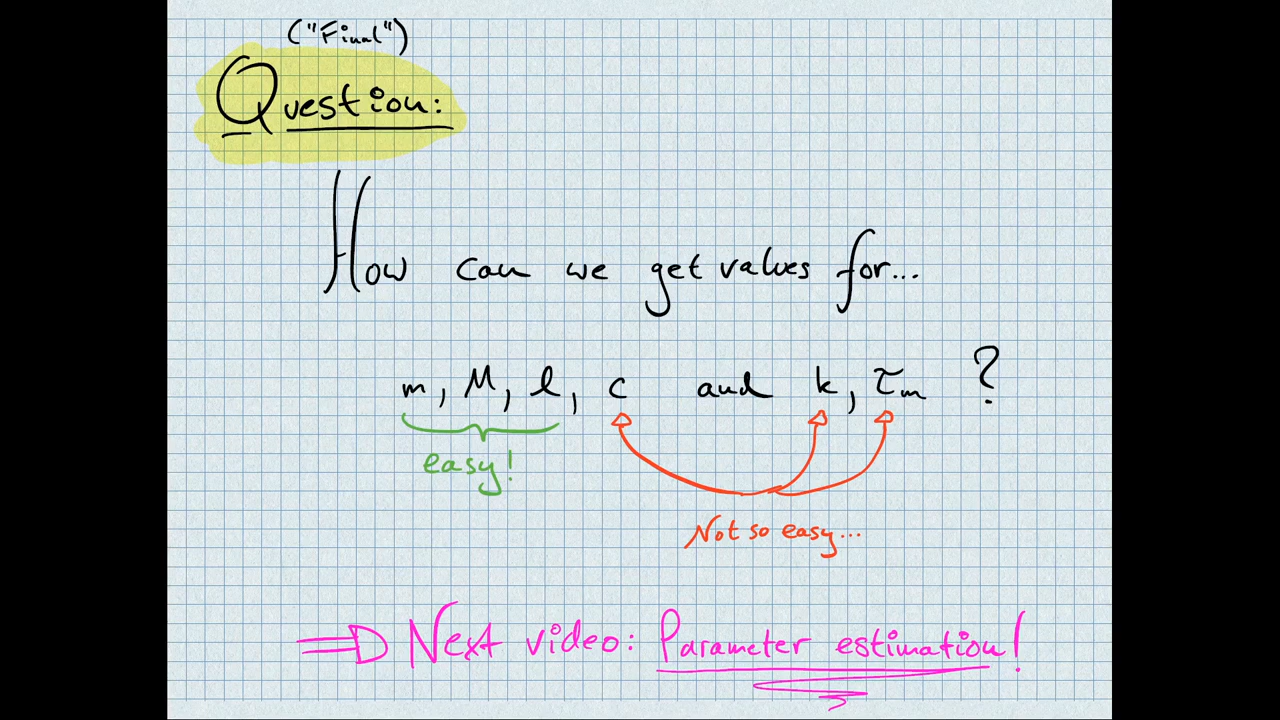 ("Final")
Question:
How can we get values for...
m, M, l, c and k, τm ?
easy!
Not so easy...
⇒ Next video: Parameter estimation!